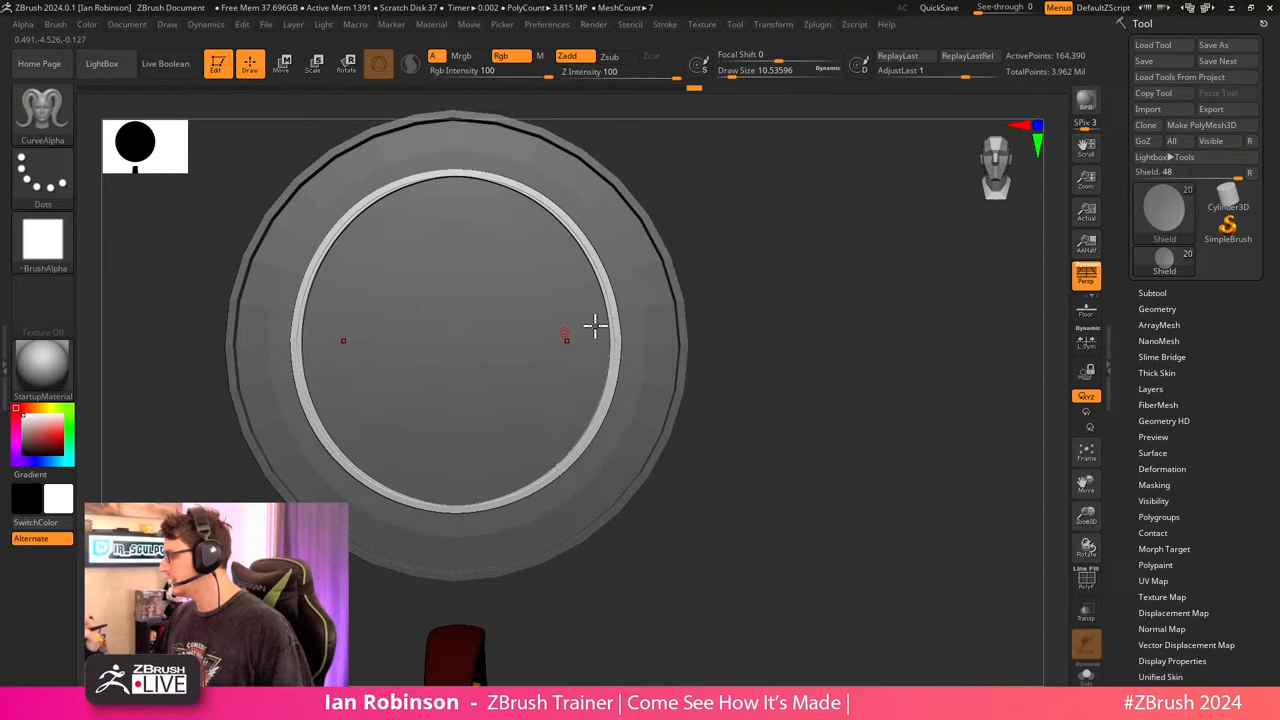 ZBrush 2024.0.1 [Ian Robinson] ZBrush Document • Free Mem 37.696GB • Active Mem 1391 • Scratch Disk 37 • Timer▶0.002 • PolyCount▶3.815 MP • MeshCount▶7 AC QuickSave See-through 0 Menus DefaultZScript
Alpha Brush Color Document Draw Dynamics Edit File Layer Light Macro Marker Material Movie Picker Preferences Render Stencil Stroke Texture Tool Transform Zplugin Zscript Help
0.491,-4.526,-0.127
Home Page LightBox Live Boolean Edit Draw Move Scale Rotate
A Mrgb Rgb M Zadd Zsub Zcut
Rgb Intensity 100 Z Intensity 100
S Focal Shift 0
Draw Size 10.53596 Dynamic
D ReplayLast ReplayLastRel
AdjustLast 1
ActivePoints: 164,390
TotalPoints: 3.962 Mil
CurveAlpha
Dots
~BrushAlpha
Texture Off
StartupMaterial
Gradient
SwitchColor
Alternate
BPR
SPix 3
Scroll
Zoom
Actual
AAHalf
Dynamic
Persp
Floor
Dynamic
L.Sym
XYZ
Frame
Move
Zoom3D
Rotate
Line Fill
PolyF
Transp
Dynamic
Solo
Tool
Load Tool Save As
Save Save Next
Load Tools From Project
Copy Tool Paste Tool
Import Export
Clone Make PolyMesh3D
GoZ All Visible R
Lightbox▶Tools
Shield. 48 R
20
Shield
Cylinder3D
SimpleBrush
20
Shield
Subtool
Geometry
ArrayMesh
NanoMesh
Slime Bridge
Thick Skin
Layers
FiberMesh
Geometry HD
Preview
Surface
Deformation
Masking
Visibility
Polygroups
Contact
Morph Target
Polypaint
UV Map
Texture Map
Displacement Map
Normal Map
Vector Displacement Map
Display Properties
Unified Skin
IR_SCULPT
ZBRUSH
•LIVE
Ian Robinson - ZBrush Trainer | Come See How It's Made |
#ZBrush 2024